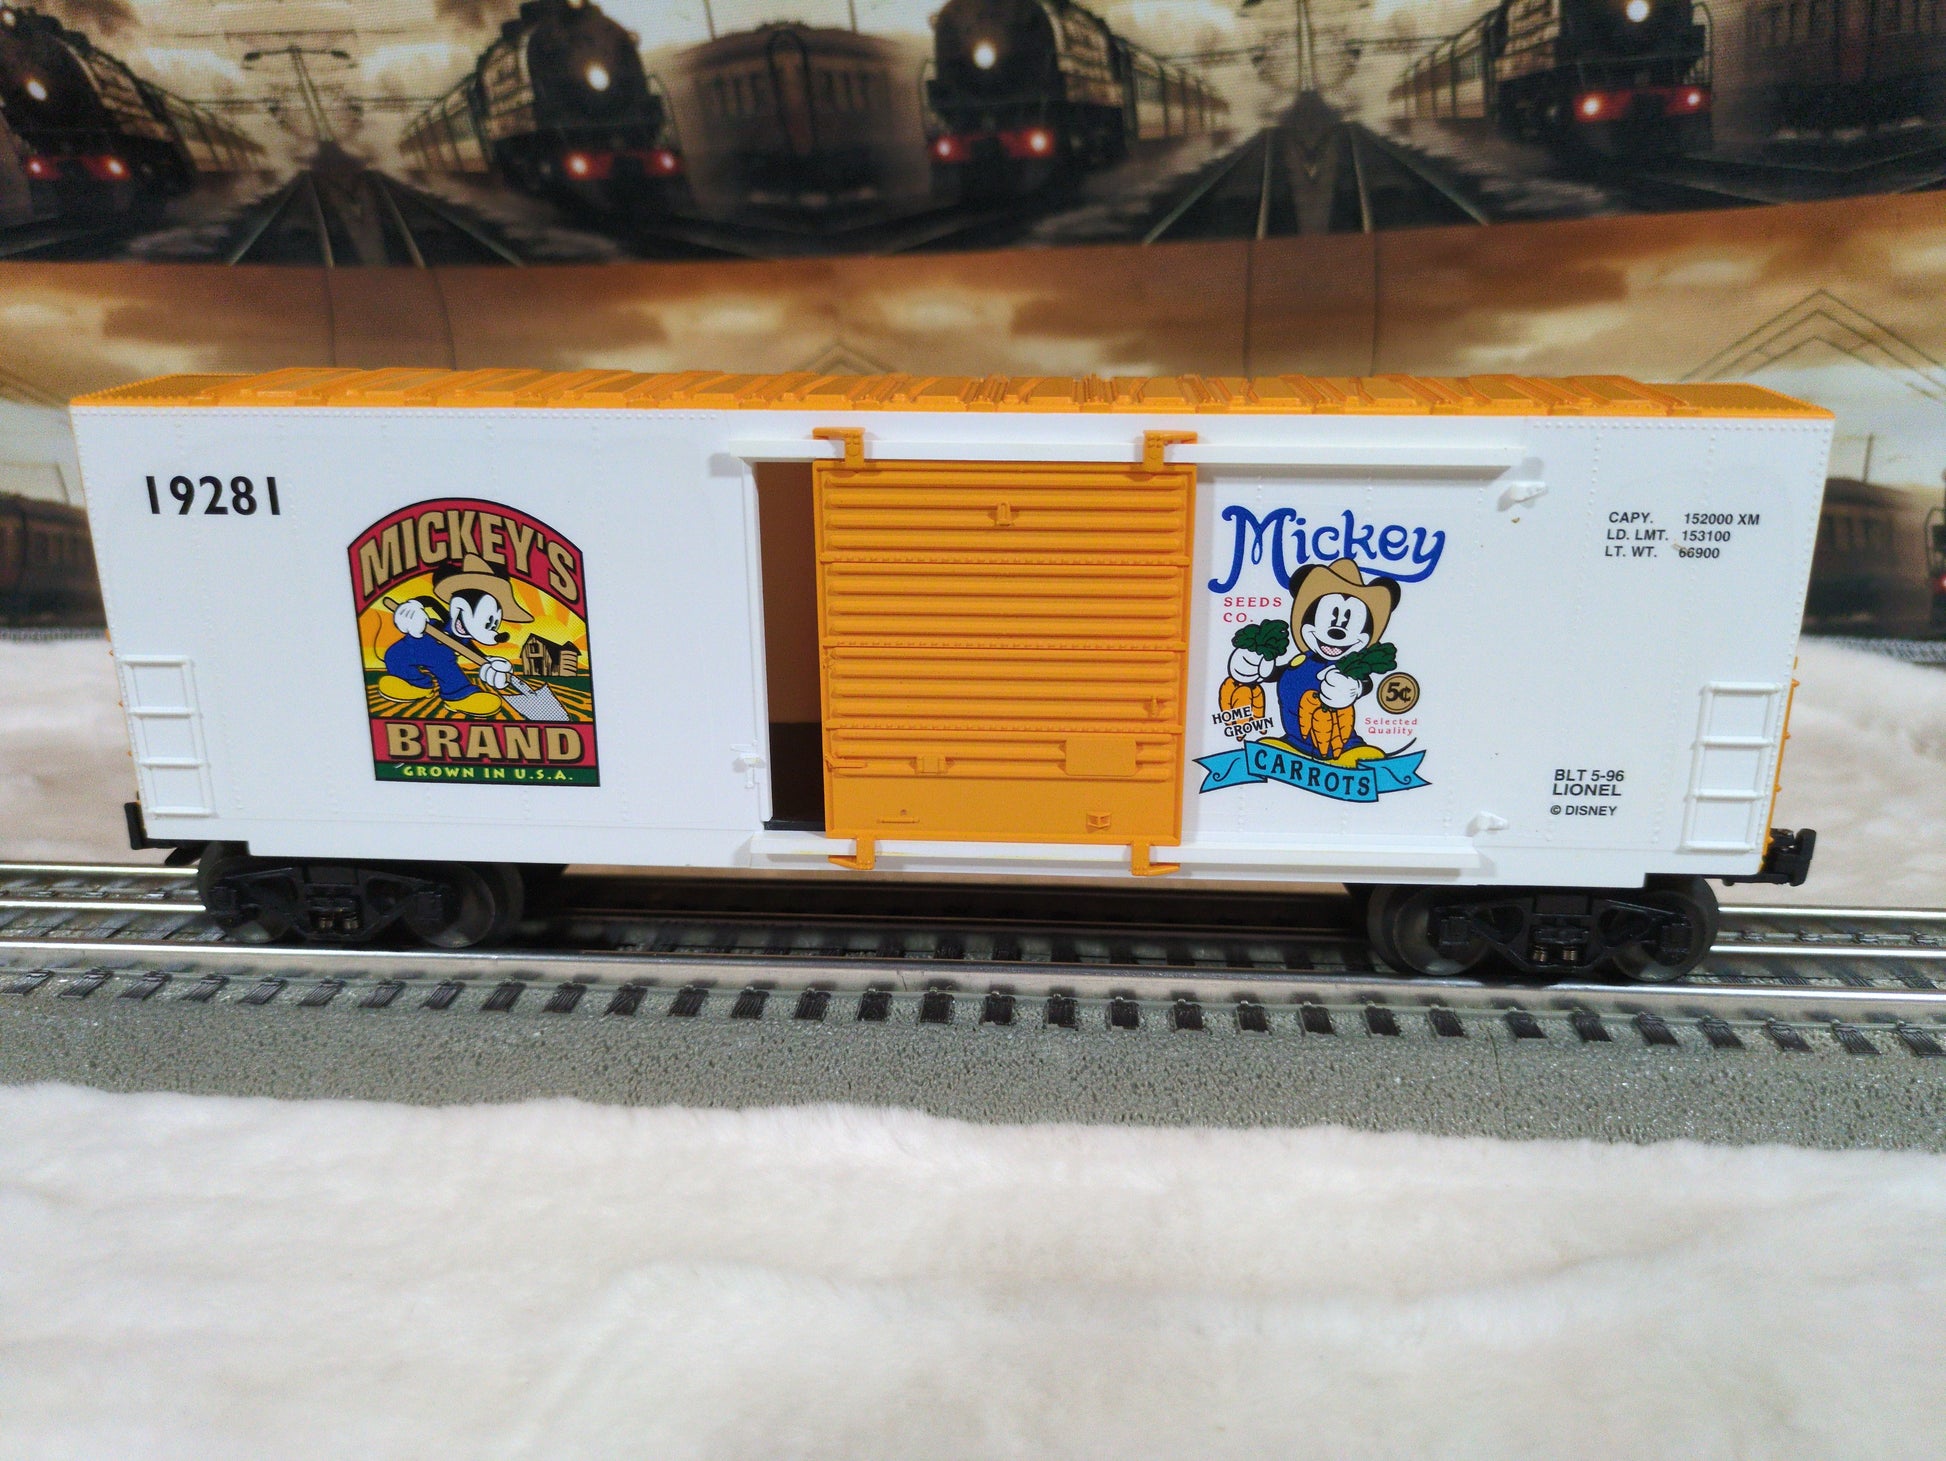 19281
MICKEY'S
BRAND
GROWN IN U.S.A.
Mickey
SEEDS
CO.
5¢
Selected
Quality
HOME
GROWN
CARROTS
CAPY. 152000 XM
LD. LMT. 153100
LT. WT. 66900
BLT 5-96
LIONEL
© DISNEY